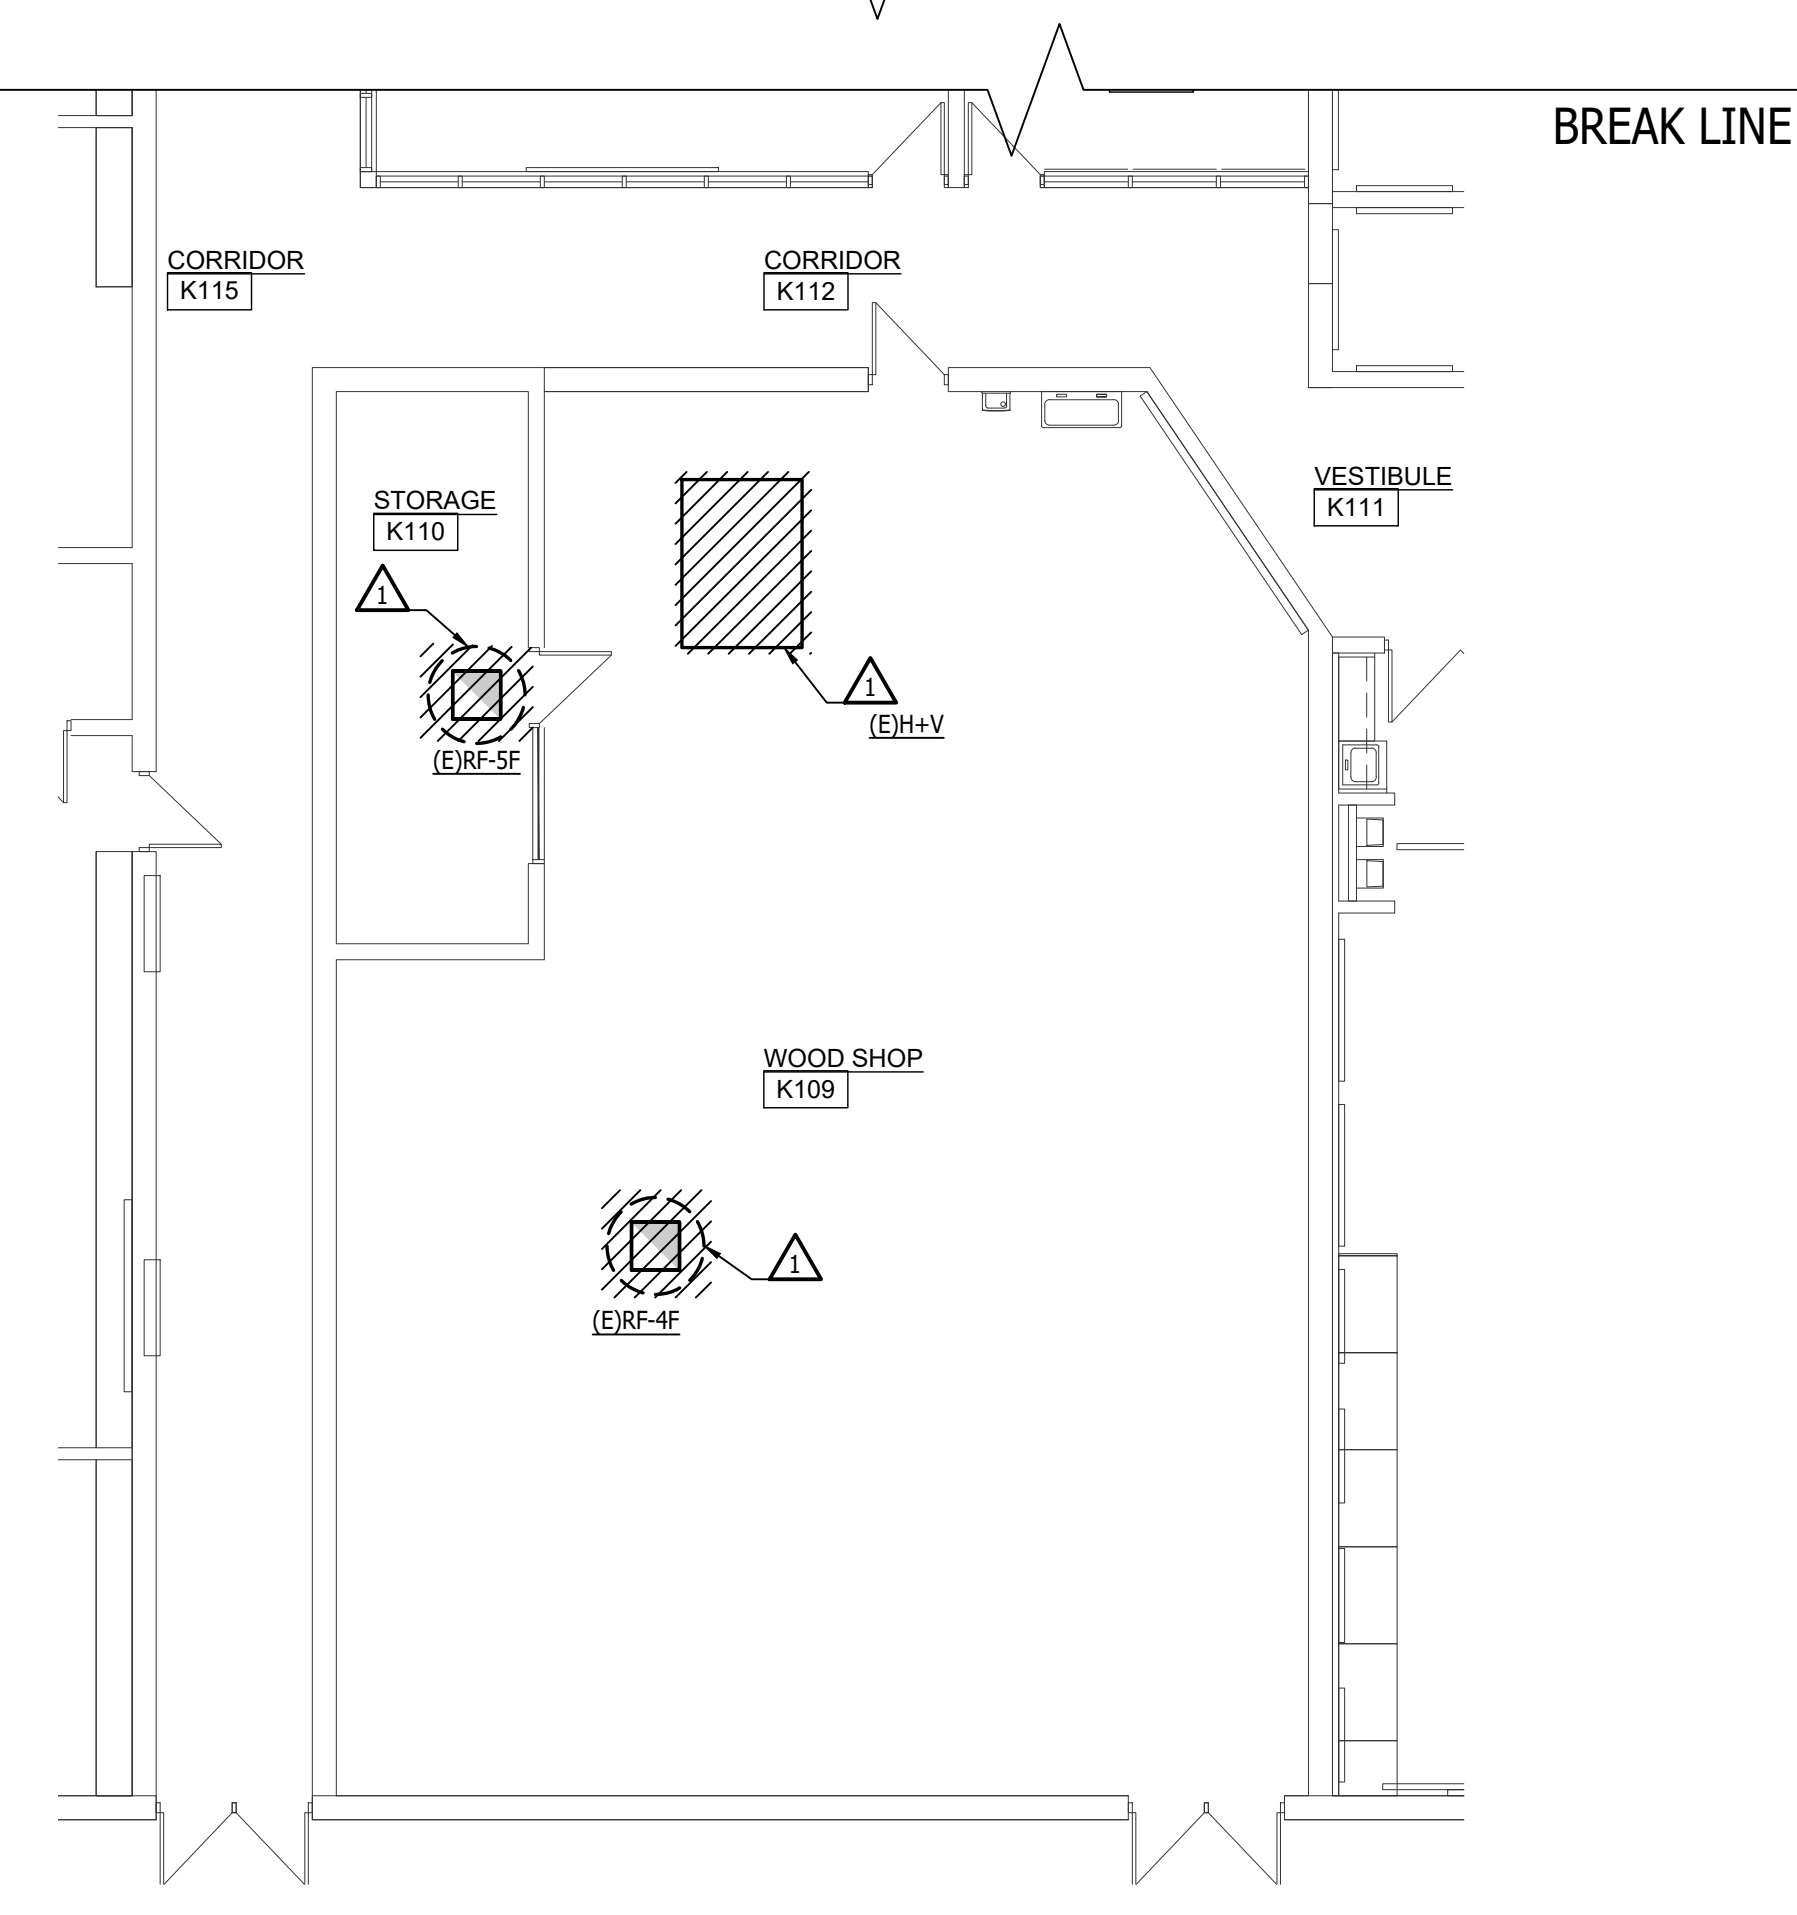 BREAK LINE
CORRIDOR
K115
CORRIDOR
K112
VESTIBULE
K111
STORAGE
K110
1
1
(E)H+V
(E)RF-5F
WOOD SHOP
K109
1
(E)RF-4F